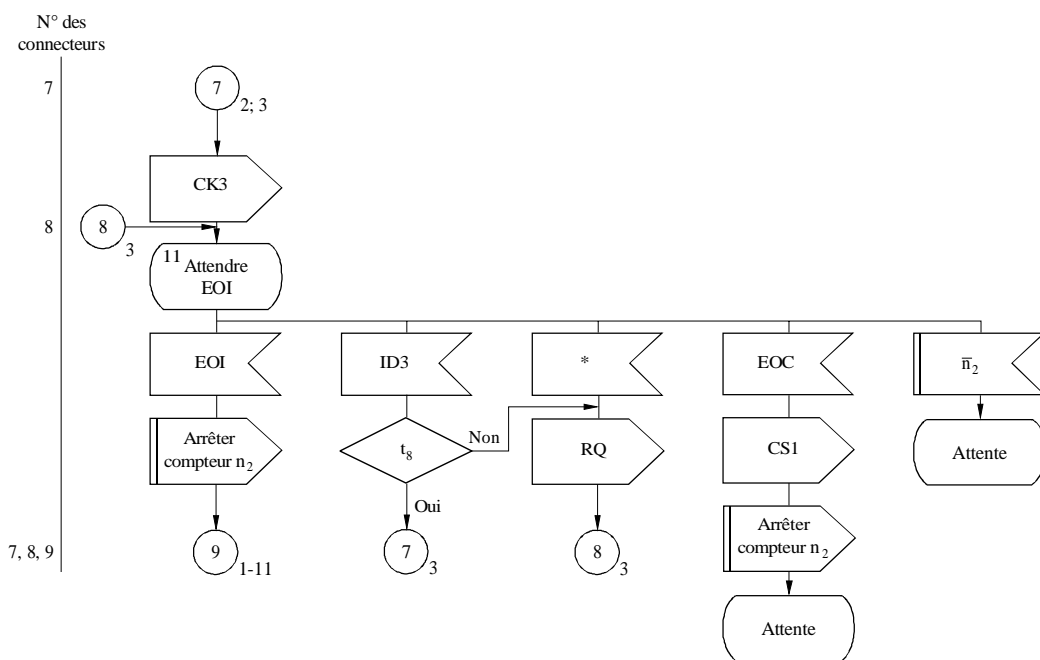 N° des
connecteurs
7
7
2; 3
CK3
8
8
3
11
Attendre
EOI
EOI
ID3
*
EOC
n̅₂
Arrêter
compteur n₂
t₈
Non
RQ
CS1
Attente
Oui
Arrêter
compteur n₂
7, 8, 9
9
1-11
7
3
8
3
Attente